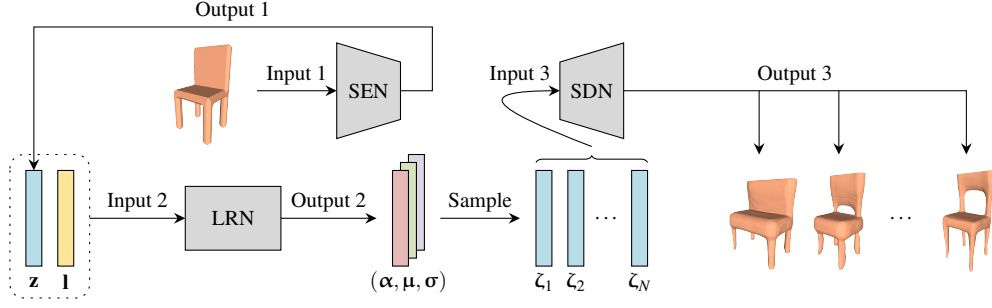 Output 1
Input 1
SEN
Input 3
SDN
Output 3
Input 2
LRN
Output 2
Sample
...
...
z
l
(α, μ, σ)
ζ1
ζ2
ζN